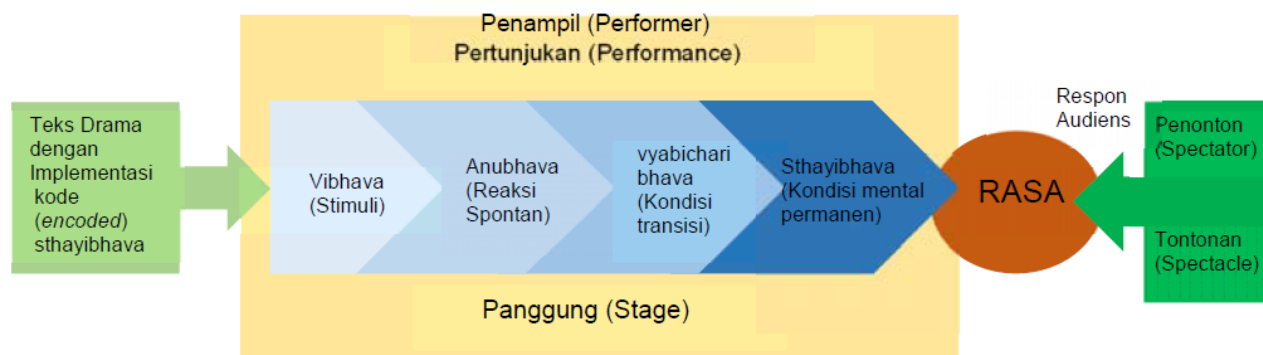 Penampil (Performer)
Pertunjukan (Performance)
Teks Drama
dengan
Implementasi
kode
(encoded)
sthayibhava
Vibhava
(Stimuli)
Anubhava
(Reaksi
Spontan)
vyabichari
bhava
(Kondisi
transisi)
Sthayibhava
(Kondisi mental
permanen)
RASA
Respon
Audiens
Penonton
(Spectator)
Tontonan
(Spectacle)
Panggung (Stage)